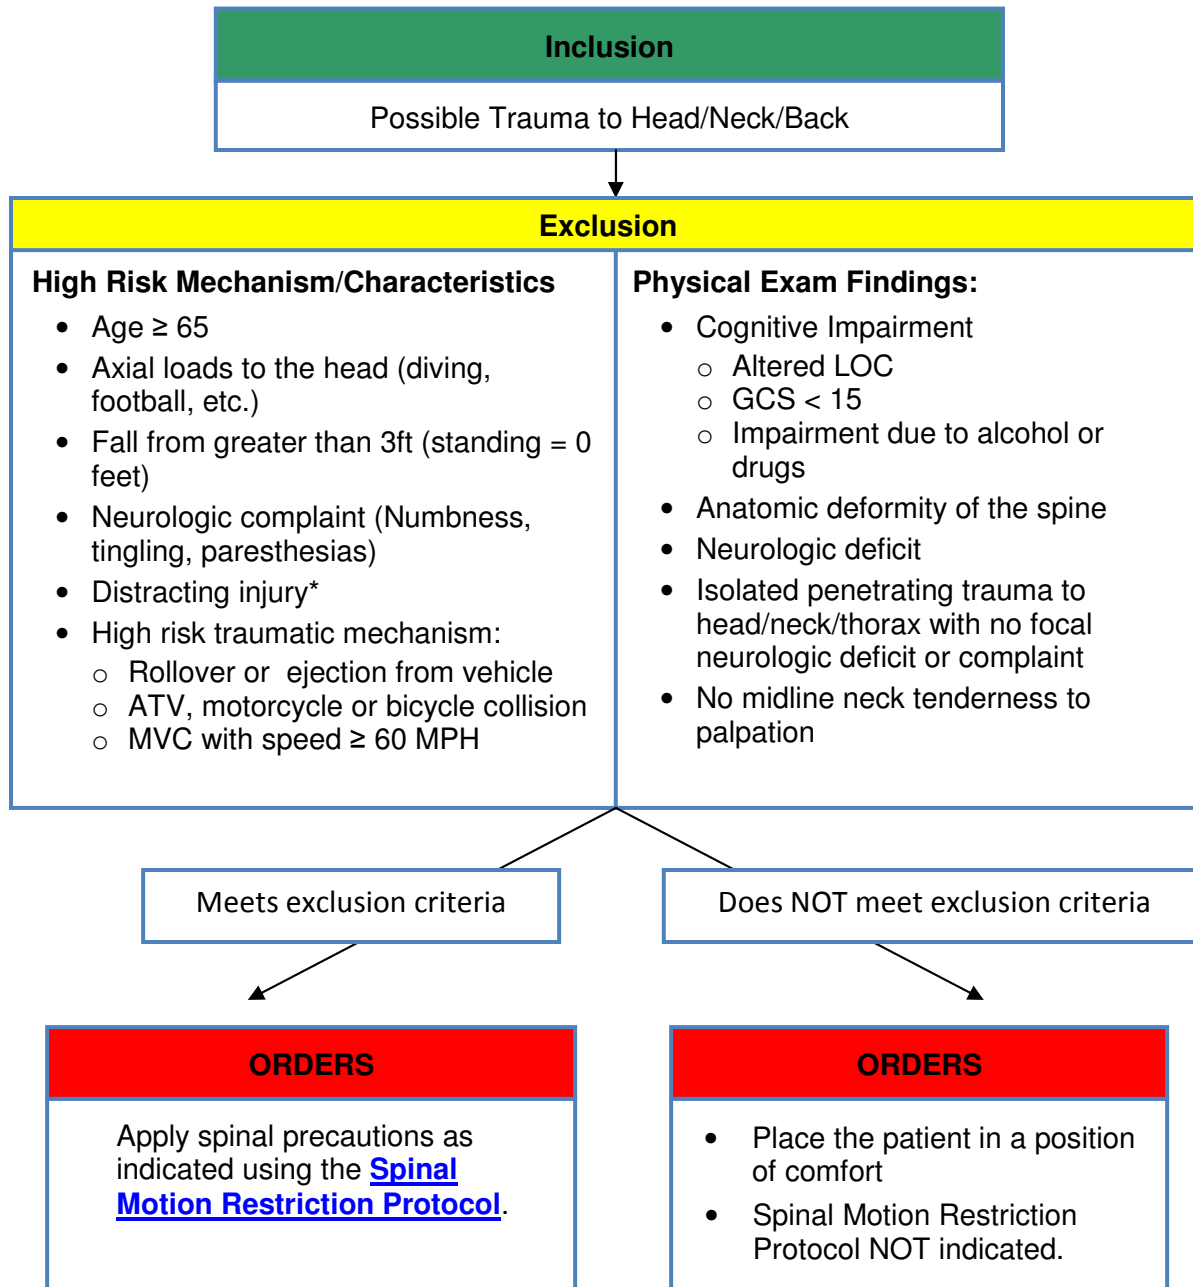 Inclusion
Possible Trauma to Head/Neck/Back
Exclusion
High Risk Mechanism/Characteristics
• Age ≥ 65
• Axial loads to the head (diving,
football, etc.)
• Fall from greater than 3ft (standing = 0
feet)
• Neurologic complaint (Numbness,
tingling, paresthesias)
• Distracting injury*
• High risk traumatic mechanism:
○ Rollover or  ejection from vehicle
○ ATV, motorcycle or bicycle collision
○ MVC with speed ≥ 60 MPH
Physical Exam Findings:
• Cognitive Impairment
○ Altered LOC
○ GCS < 15
○ Impairment due to alcohol or
drugs
• Anatomic deformity of the spine
• Neurologic deficit
• Isolated penetrating trauma to
head/neck/thorax with no focal
neurologic deficit or complaint
• No midline neck tenderness to
palpation
Meets exclusion criteria
Does NOT meet exclusion criteria
ORDERS
Apply spinal precautions as
indicated using the Spinal
Motion Restriction Protocol.
ORDERS
• Place the patient in a position
of comfort
• Spinal Motion Restriction
Protocol NOT indicated.